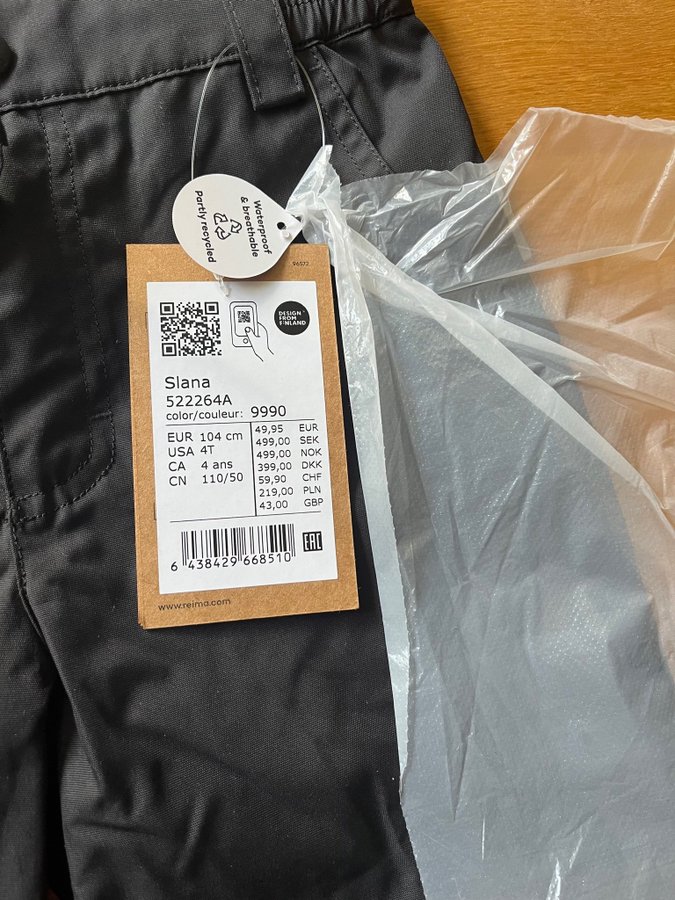 Waterproof
& breathable
Partly recycled
96572
DESIGN
FROM
FINLAND
Slana
522264A
color/couleur: 9990
EUR 104 cm
USA 4T
CA 4 ans
CN 110/50
49,95 EUR
499,00 SEK
499,00 NOK
399,00 DKK
59,90 CHF
219,00 PLN
43,00 GBP
6 438429 668510
EAC
www.reima.com